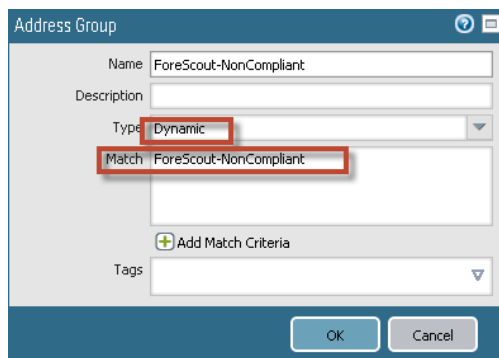 Address Group
Name ForeScout-NonCompliant
Description
Type Dynamic
Match ForeScout-NonCompliant
Add Match Criteria
Tags
OK Cancel